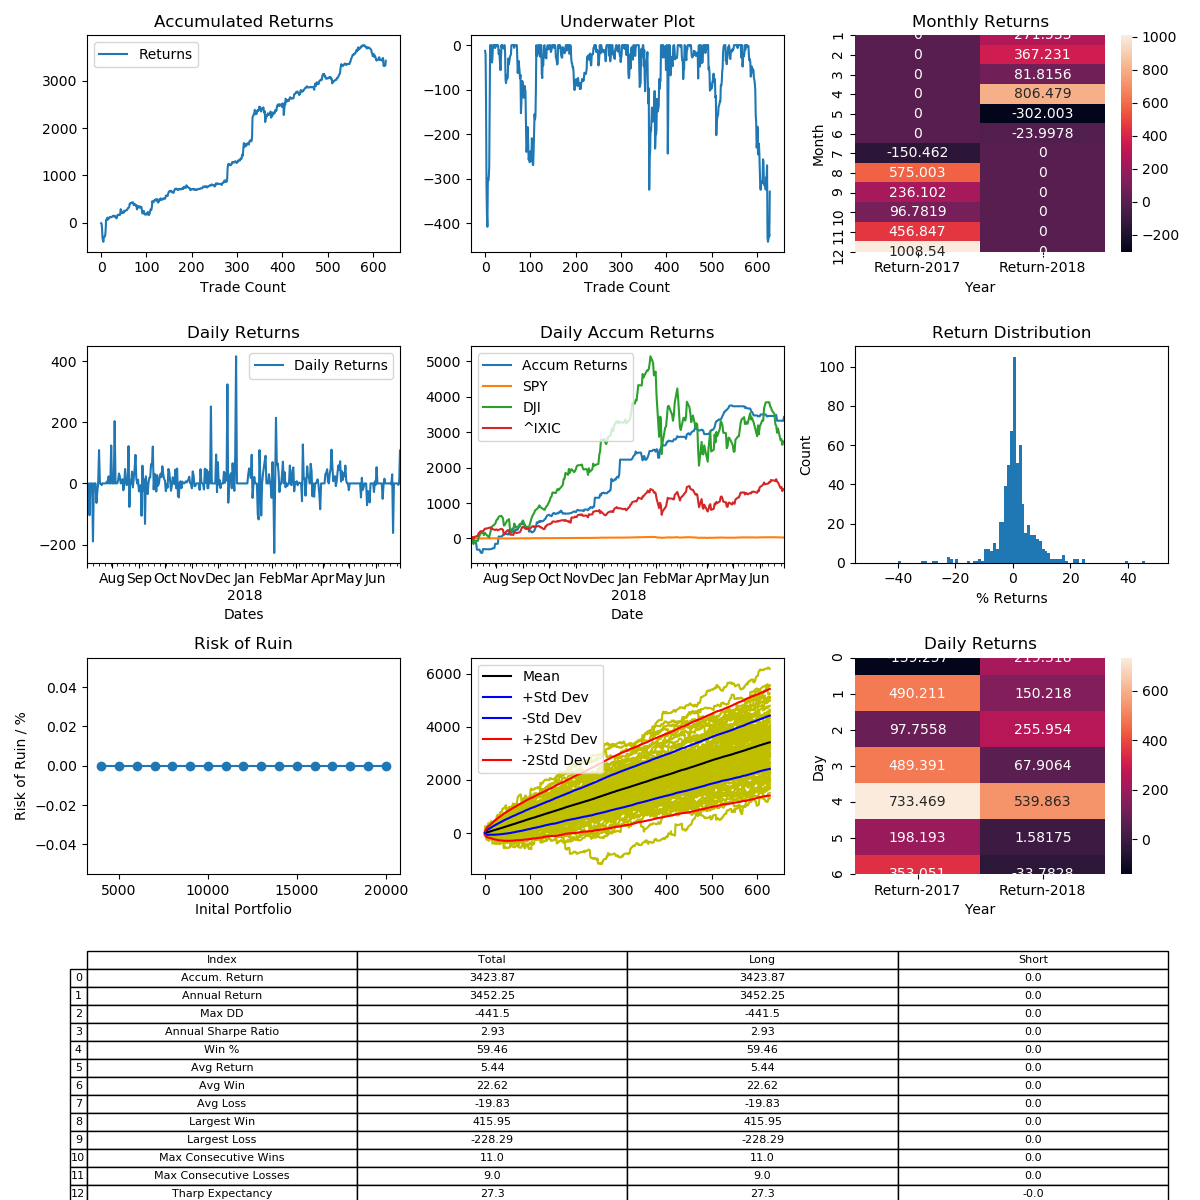 Accumulated Returns
Returns
3000
2000
1000
0
0 100 200 300 400 500 600
Trade Count
Underwater Plot
0
−100
−200
−300
−400
0 100 200 300 400 500 600
Trade Count
Monthly Returns
Month
1 0
2 0 367.231
3 0 81.8156
4 0 806.479
5 0 -302.003
6 0 -23.9978
7 -150.462 0
8 575.003 0
9 236.102 0
10 96.7819 0
11 456.847 0
12 1008.54 0
Return-2017 Return-2018
Year
1000
800
600
400
200
0
−200
Daily Returns
Daily Returns
400
200
0
−200
Aug Sep Oct Nov Dec Jan Feb Mar Apr May Jun
2018
Dates
Daily Accum Returns
Accum Returns
SPY
DJI
^IXIC
5000
4000
3000
2000
1000
0
Aug Sep Oct Nov Dec Jan Feb Mar Apr May Jun
2018
Date
Return Distribution
Count
100
80
60
40
20
0
−40 −20 0 20 40
% Returns
Risk of Ruin
Risk of Ruin / %
0.04
0.02
0.00
−0.02
−0.04
5000 10000 15000 20000
Inital Portfolio
Mean
+Std Dev
-Std Dev
+2Std Dev
-2Std Dev
6000
4000
2000
0
0 100 200 300 400 500 600
Daily Returns
Day
0
1 490.211 150.218
2 97.7558 255.954
3 489.391 67.9064
4 733.469 539.863
5 198.193 1.58175
6 353.051 -33.7828
Return-2017 Return-2018
Year
600
400
200
0
Index Total Long Short
0 Accum. Return 3423.87 3423.87 0.0
1 Annual Return 3452.25 3452.25 0.0
2 Max DD -441.5 -441.5 0.0
3 Annual Sharpe Ratio 2.93 2.93 0.0
4 Win % 59.46 59.46 0.0
5 Avg Return 5.44 5.44 0.0
6 Avg Win 22.62 22.62 0.0
7 Avg Loss -19.83 -19.83 0.0
8 Largest Win 415.95 415.95 0.0
9 Largest Loss -228.29 -228.29 0.0
10 Max Consecutive Wins 11.0 11.0 0.0
11 Max Consecutive Losses 9.0 9.0 0.0
12 Tharp Expectancy 27.3 27.3 -0.0